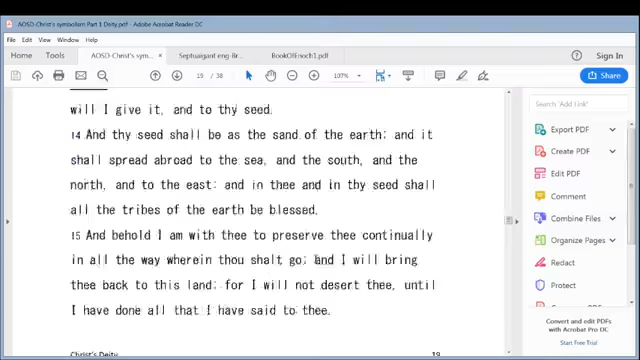 AOSD-Christ's symbolism Part 1 Deity.pdf - Adobe Acrobat Reader DC
File Edit View Window Help
Home Tools AOSD-Christ's sym... × Septuaigant eng-Br... BookOfEnoch1.pdf Sign In
19 / 38 107% Share
will I give it, and to thy seed.
14 And thy seed shall be as the sand of the earth; and it
shall spread abroad to the sea, and the south, and the
north, and to the east: and in thee and in thy seed shall
all the tribes of the earth be blessed.
15 And behold I am with thee to preserve thee continually
in all the way wherein thou shalt go; and I will bring
thee back to this land; for I will not desert thee, until
I have done all that I have said to thee.
Christ's Deity 19
Search 'Add Link'
Export PDF
Create PDF
Edit PDF
Comment
Combine Files
Organize Pages
Redact
Protect
Convert and edit PDFs
with Acrobat Pro DC
Start Free Trial